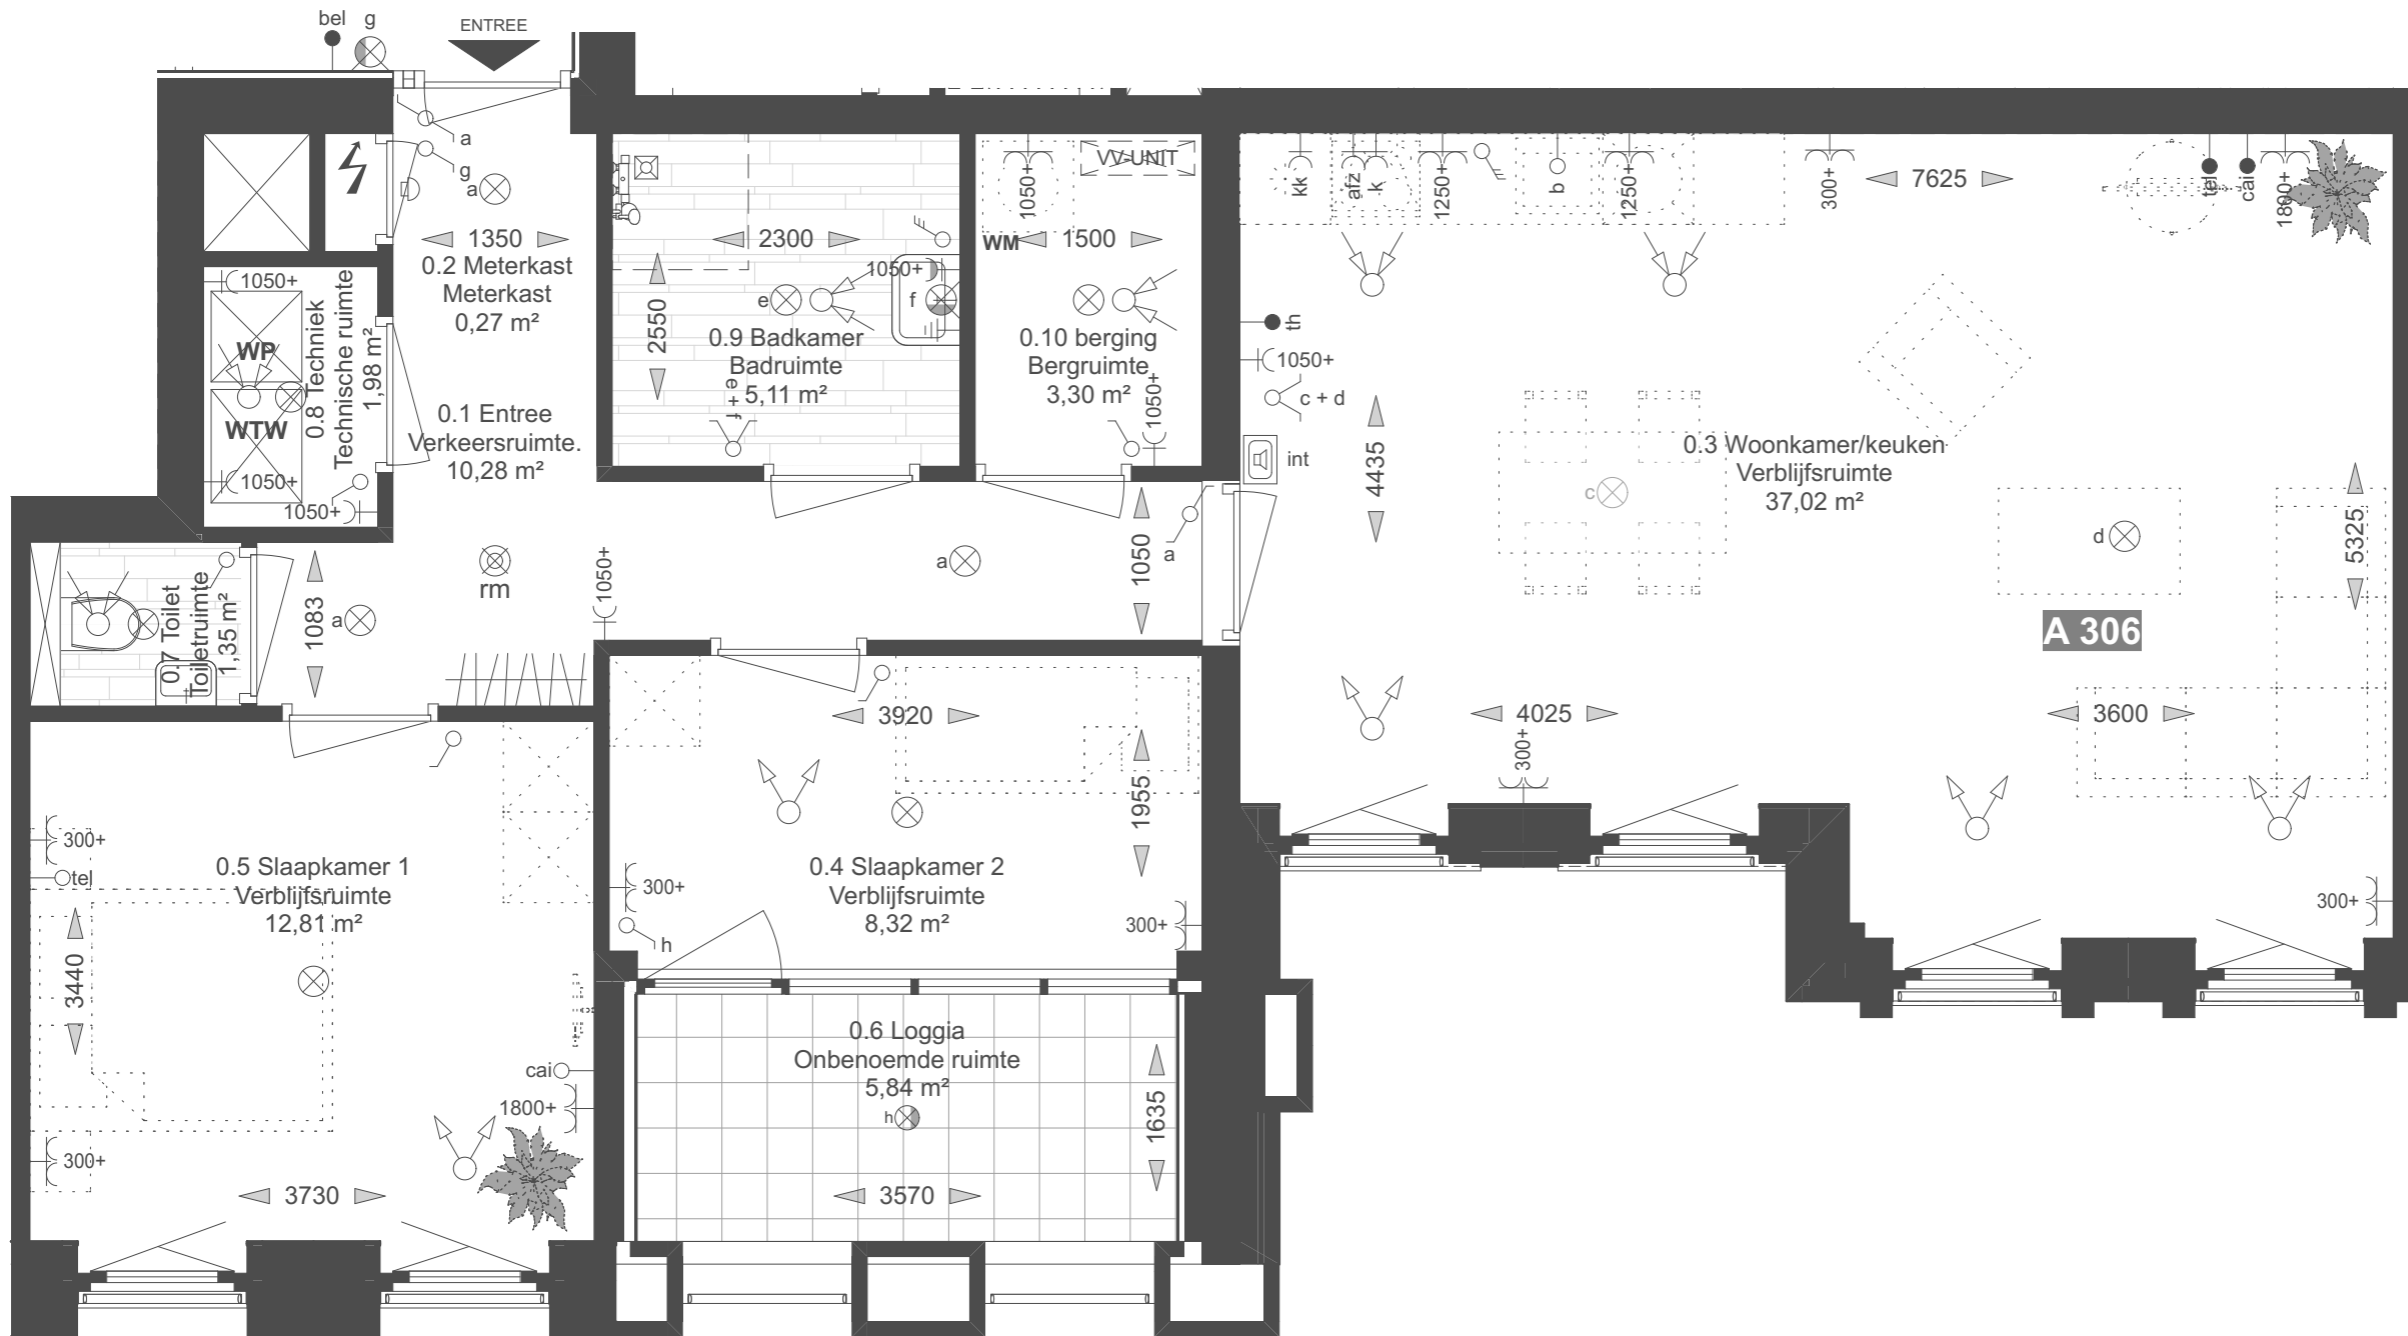 bel
g
ENTREE
a
g
a
1350
0.2 Meterkast
Meterkast
0,27 m²
1050+
0.8 Techniek
Technische ruimte
1,98 m²
WP
WTW
1050+
1050+
0.1 Entree
Verkeersruimte.
10,28 m²
2300
2550
1050+
e
f
0.9 Badkamer
Badruimte
5,11 m²
e + f
VV-UNIT
1050+
WM
1500
0.10 berging
Bergruimte
3,30 m²
1050+
kk
afz
k
1250+
b
1250+
300+
7625
tel
cai
1800+
th
1050+
c + d
int
4435
0.3 Woonkamer/keuken
Verblijfsruimte
37,02 m²
c
d
5325
A 306
4025
300+
3600
300+
0.7 Toilet
Toiletruimte
1,35 m²
1083
a
rm
1050+
a
1050
a
3920
1955
0.4 Slaapkamer 2
Verblijfsruimte
8,32 m²
300+
h
300+
300+
tel
0.5 Slaapkamer 1
Verblijfsruimte
12,81 m²
3440
cai
1800+
300+
3730
0.6 Loggia
Onbenoemde ruimte
5,84 m²
h
1635
3570